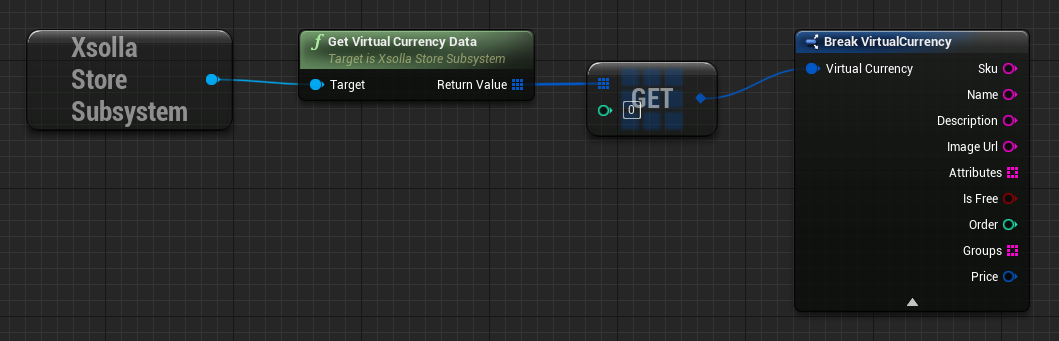 Xsolla
Store
Subsystem
f Get Virtual Currency Data
Target is Xsolla Store Subsystem
Target Return Value
GET
0
Break VirtualCurrency
Virtual Currency Sku
Name
Description
Image Url
Attributes
Is Free
Order
Groups
Price